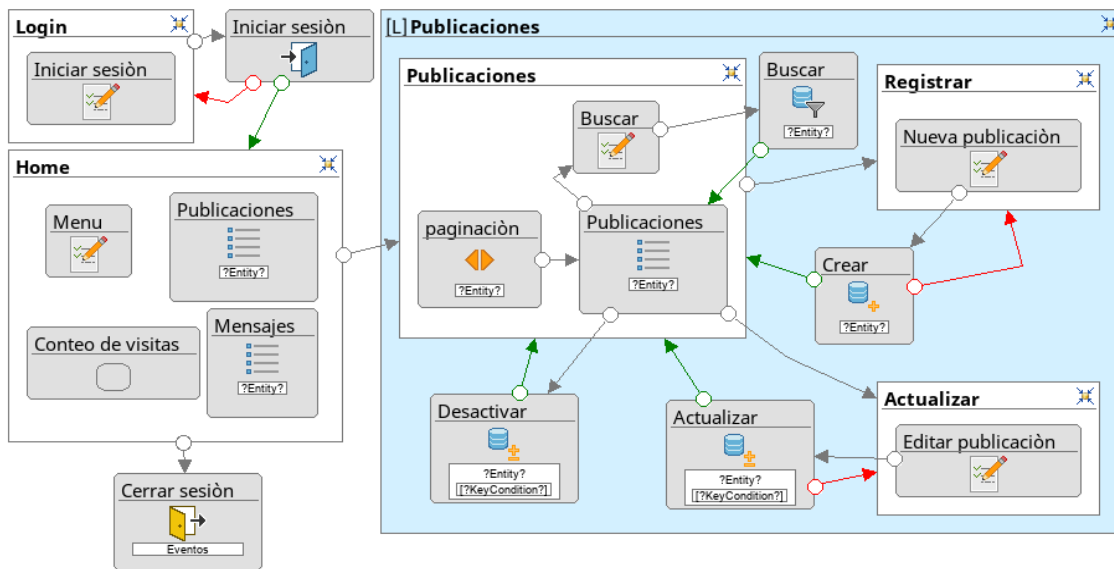 Login
Iniciar sesiòn
Iniciar sesiòn
Home
Menu
Publicaciones
?Entity?
Conteo de visitas
Mensajes
?Entity?
Cerrar sesiòn
Eventos
[L] Publicaciones
Publicaciones
Buscar
paginaciòn
?Entity?
Publicaciones
?Entity?
Buscar
?Entity?
Registrar
Nueva publicaciòn
Crear
?Entity?
Desactivar
?Entity?
[?KeyCondition?]
Actualizar
?Entity?
[?KeyCondition?]
Actualizar
Editar publicaciòn